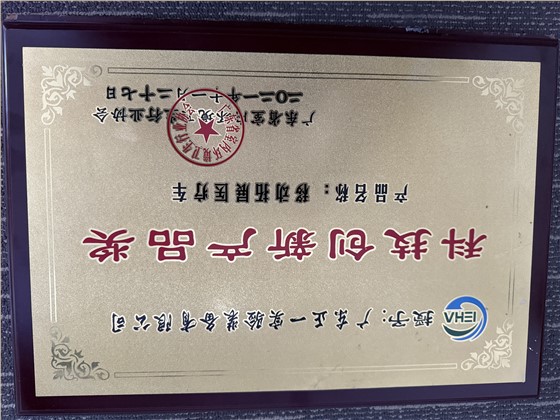 IEHA
授予：广东正一实验装备有限公司
科技创新产品奖
产品名称：移动拓展医疗车
广东省室内环境卫生行业协会
二〇二一年十一月二十七日